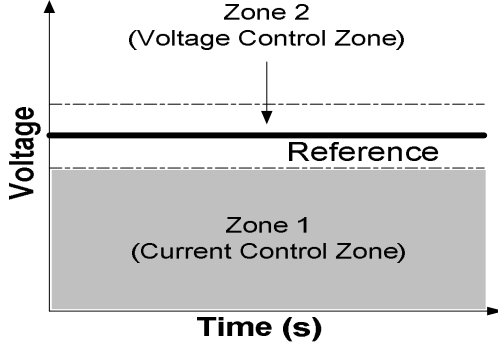 Zone 2
(Voltage Control Zone)
Voltage
Reference
Zone 1
(Current Control Zone)
Time (s)